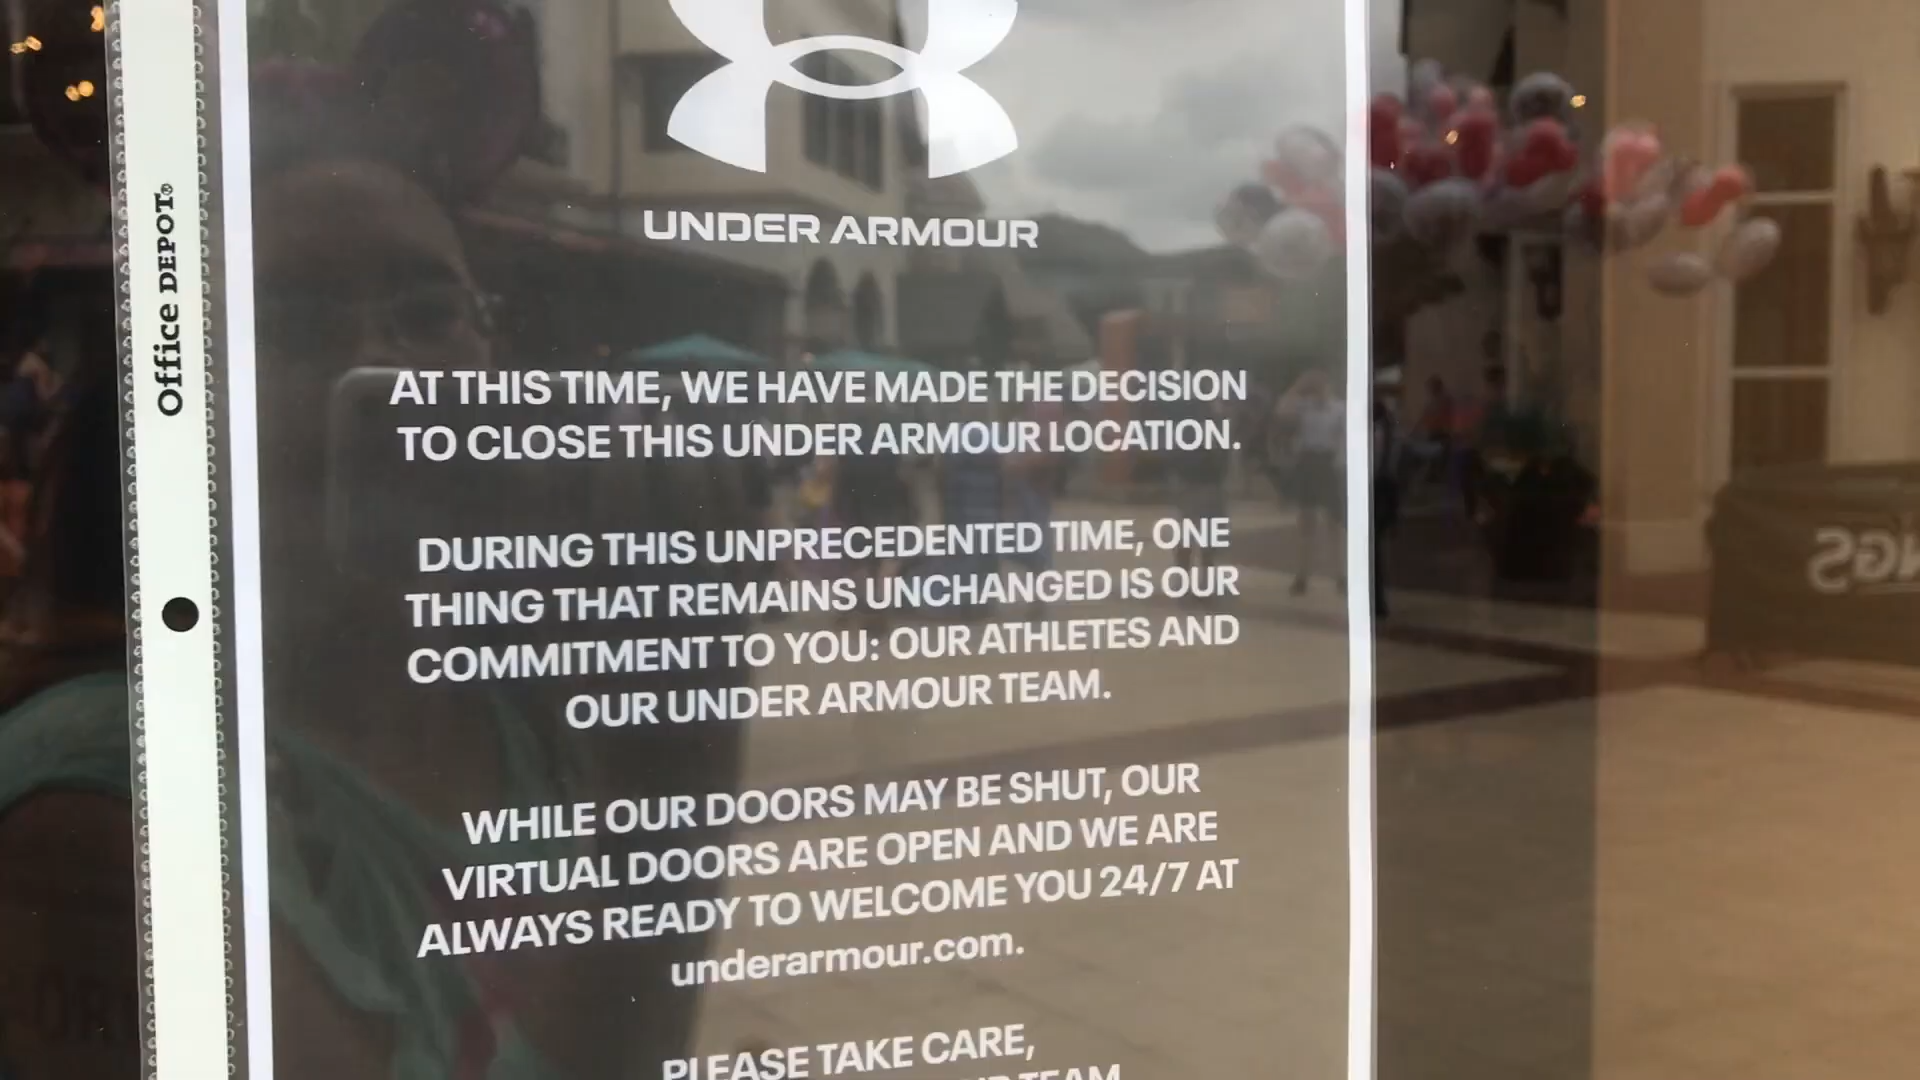 Office DEPOT®
UNDER ARMOUR
AT THIS TIME, WE HAVE MADE THE DECISION
TO CLOSE THIS UNDER ARMOUR LOCATION.
DURING THIS UNPRECEDENTED TIME, ONE
THING THAT REMAINS UNCHANGED IS OUR
COMMITMENT TO YOU: OUR ATHLETES AND
OUR UNDER ARMOUR TEAM.
WHILE OUR DOORS MAY BE SHUT, OUR
VIRTUAL DOORS ARE OPEN AND WE ARE
ALWAYS READY TO WELCOME YOU 24/7 AT
underarmour.com.
PLEASE TAKE CARE,
TEAM